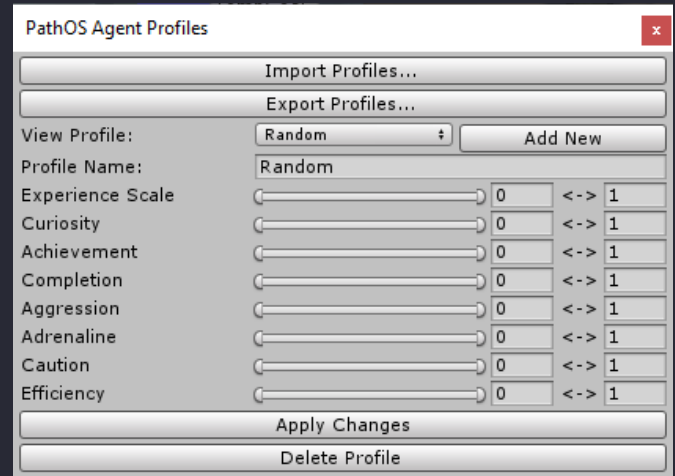 PathOS Agent Profiles x
Import Profiles...
Export Profiles...
View Profile: Random Add New
Profile Name: Random
Experience Scale 0 <-> 1
Curiosity 0 <-> 1
Achievement 0 <-> 1
Completion 0 <-> 1
Aggression 0 <-> 1
Adrenaline 0 <-> 1
Caution 0 <-> 1
Efficiency 0 <-> 1
Apply Changes
Delete Profile